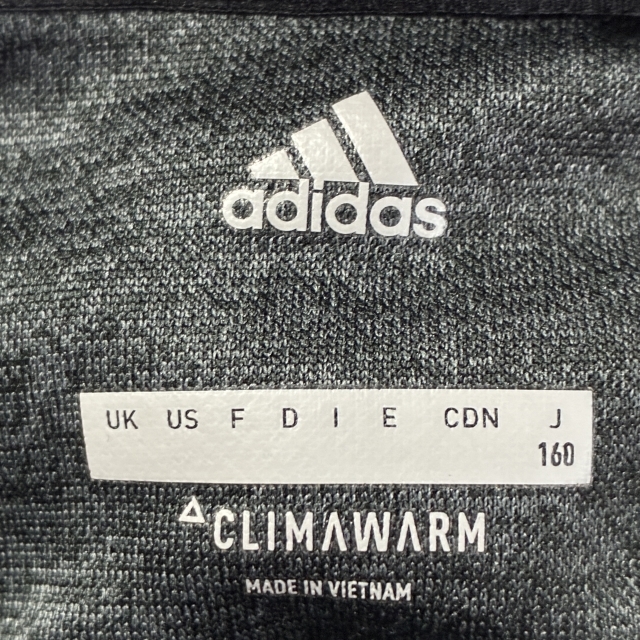 adidas
UK US F D I E CDN J
160
CLIMAWARM
MADE IN VIETNAM